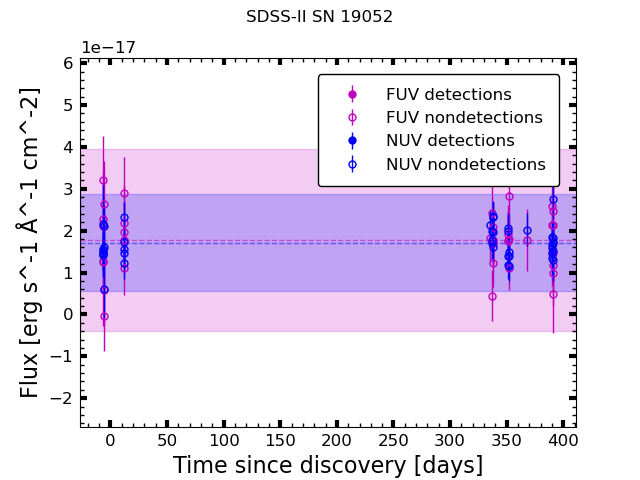 SDSS-II SN 19052
1e−17
6
5
4
3
2
1
0
−1
−2
Flux [erg s^-1 Å^-1 cm^-2]
FUV detections
FUV nondetections
NUV detections
NUV nondetections
0 50 100 150 200 250 300 350 400
Time since discovery [days]